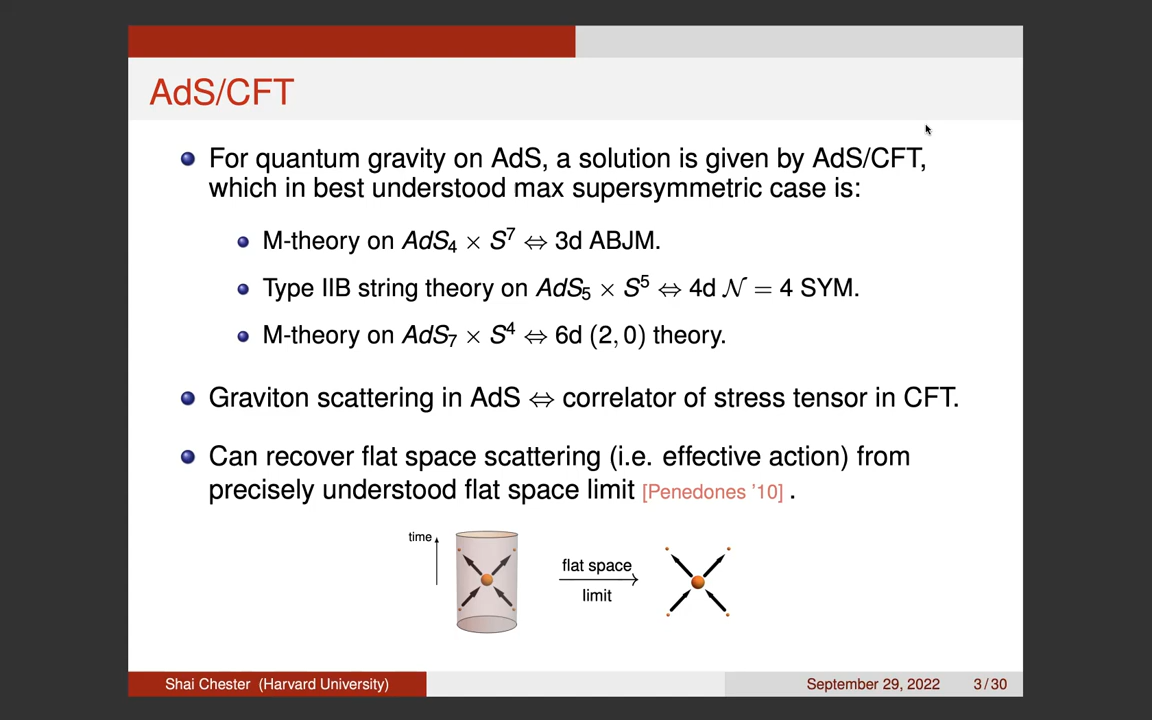 AdS/CFT
For quantum gravity on AdS, a solution is given by AdS/CFT,
which in best understood max supersymmetric case is:
M-theory on AdS₄ × S⁷ ⇔ 3d ABJM.
Type IIB string theory on AdS₅ × S⁵ ⇔ 4d 𝒩 = 4 SYM.
M-theory on AdS₇ × S⁴ ⇔ 6d (2, 0) theory.
Graviton scattering in AdS ⇔ correlator of stress tensor in CFT.
Can recover flat space scattering (i.e. effective action) from
precisely understood flat space limit [Penedones '10] .
time
flat space
limit
Shai Chester (Harvard University) September 29, 2022 3 / 30